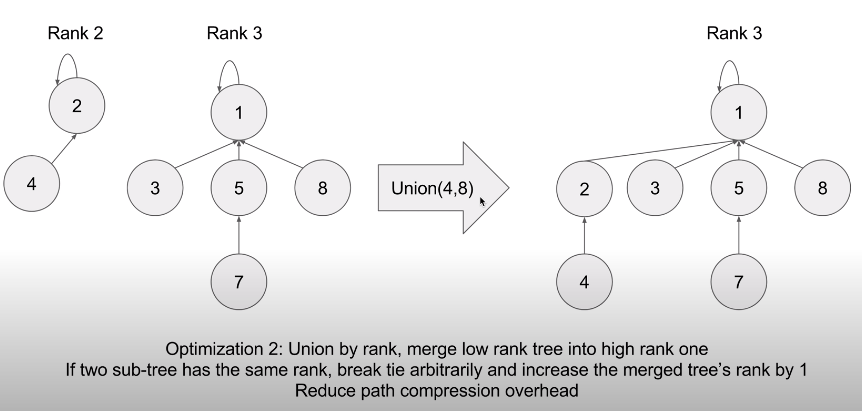 Rank 2
Rank 3
Rank 3
2
1
1
4
3
5
8
Union(4,8)
2
3
5
8
7
4
7
Optimization 2: Union by rank, merge low rank tree into high rank one
If two sub-tree has the same rank, break tie arbitrarily and increase the merged tree's rank by 1
Reduce path compression overhead